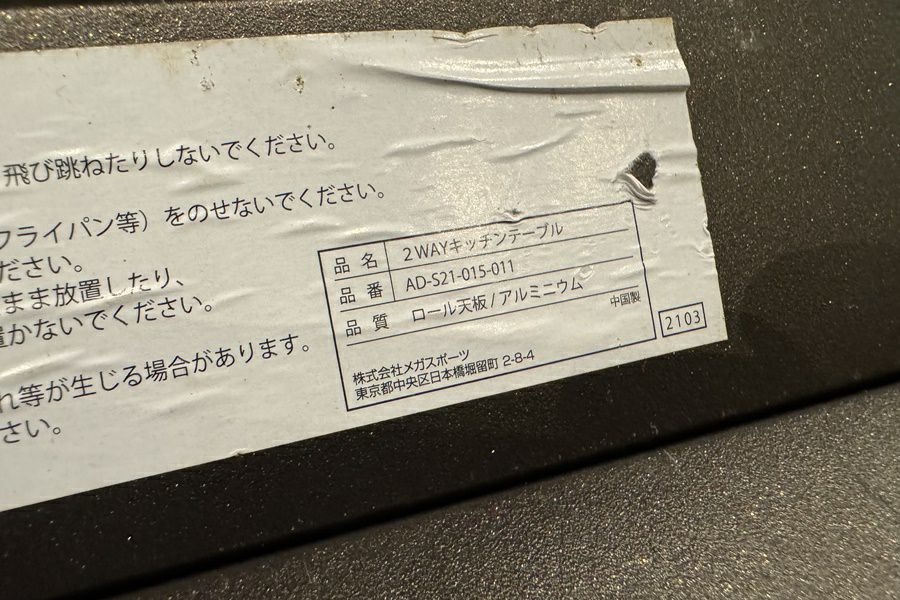 飛び跳ねたりしないでください。
フライパン等）をのせないでください。
ださい。
まま放置したり、
置かないでください。
れ等が生じる場合があります。
さい。
品 名 2WAYキッチンテーブル
品 番 AD-S21-015-011
品 質 ロール天板/アルミニウム
中国製
株式会社メガスポーツ
東京都中央区日本橋堀留町 2-8-4
2103